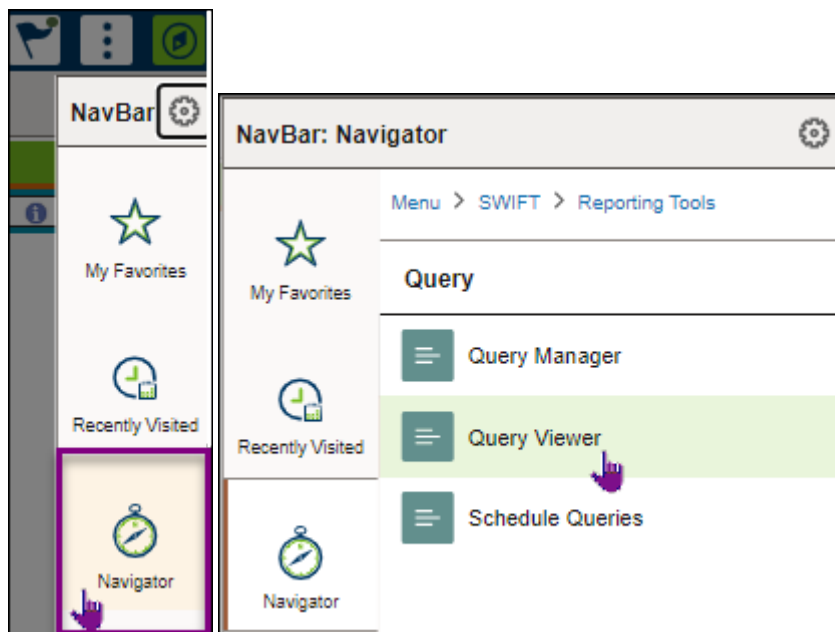 NavBar
My Favorites
Recently Visited
Navigator
NavBar: Navigator
Menu > SWIFT > Reporting Tools
My Favorites
Query
Query Manager
Recently Visited
Query Viewer
Schedule Queries
Navigator